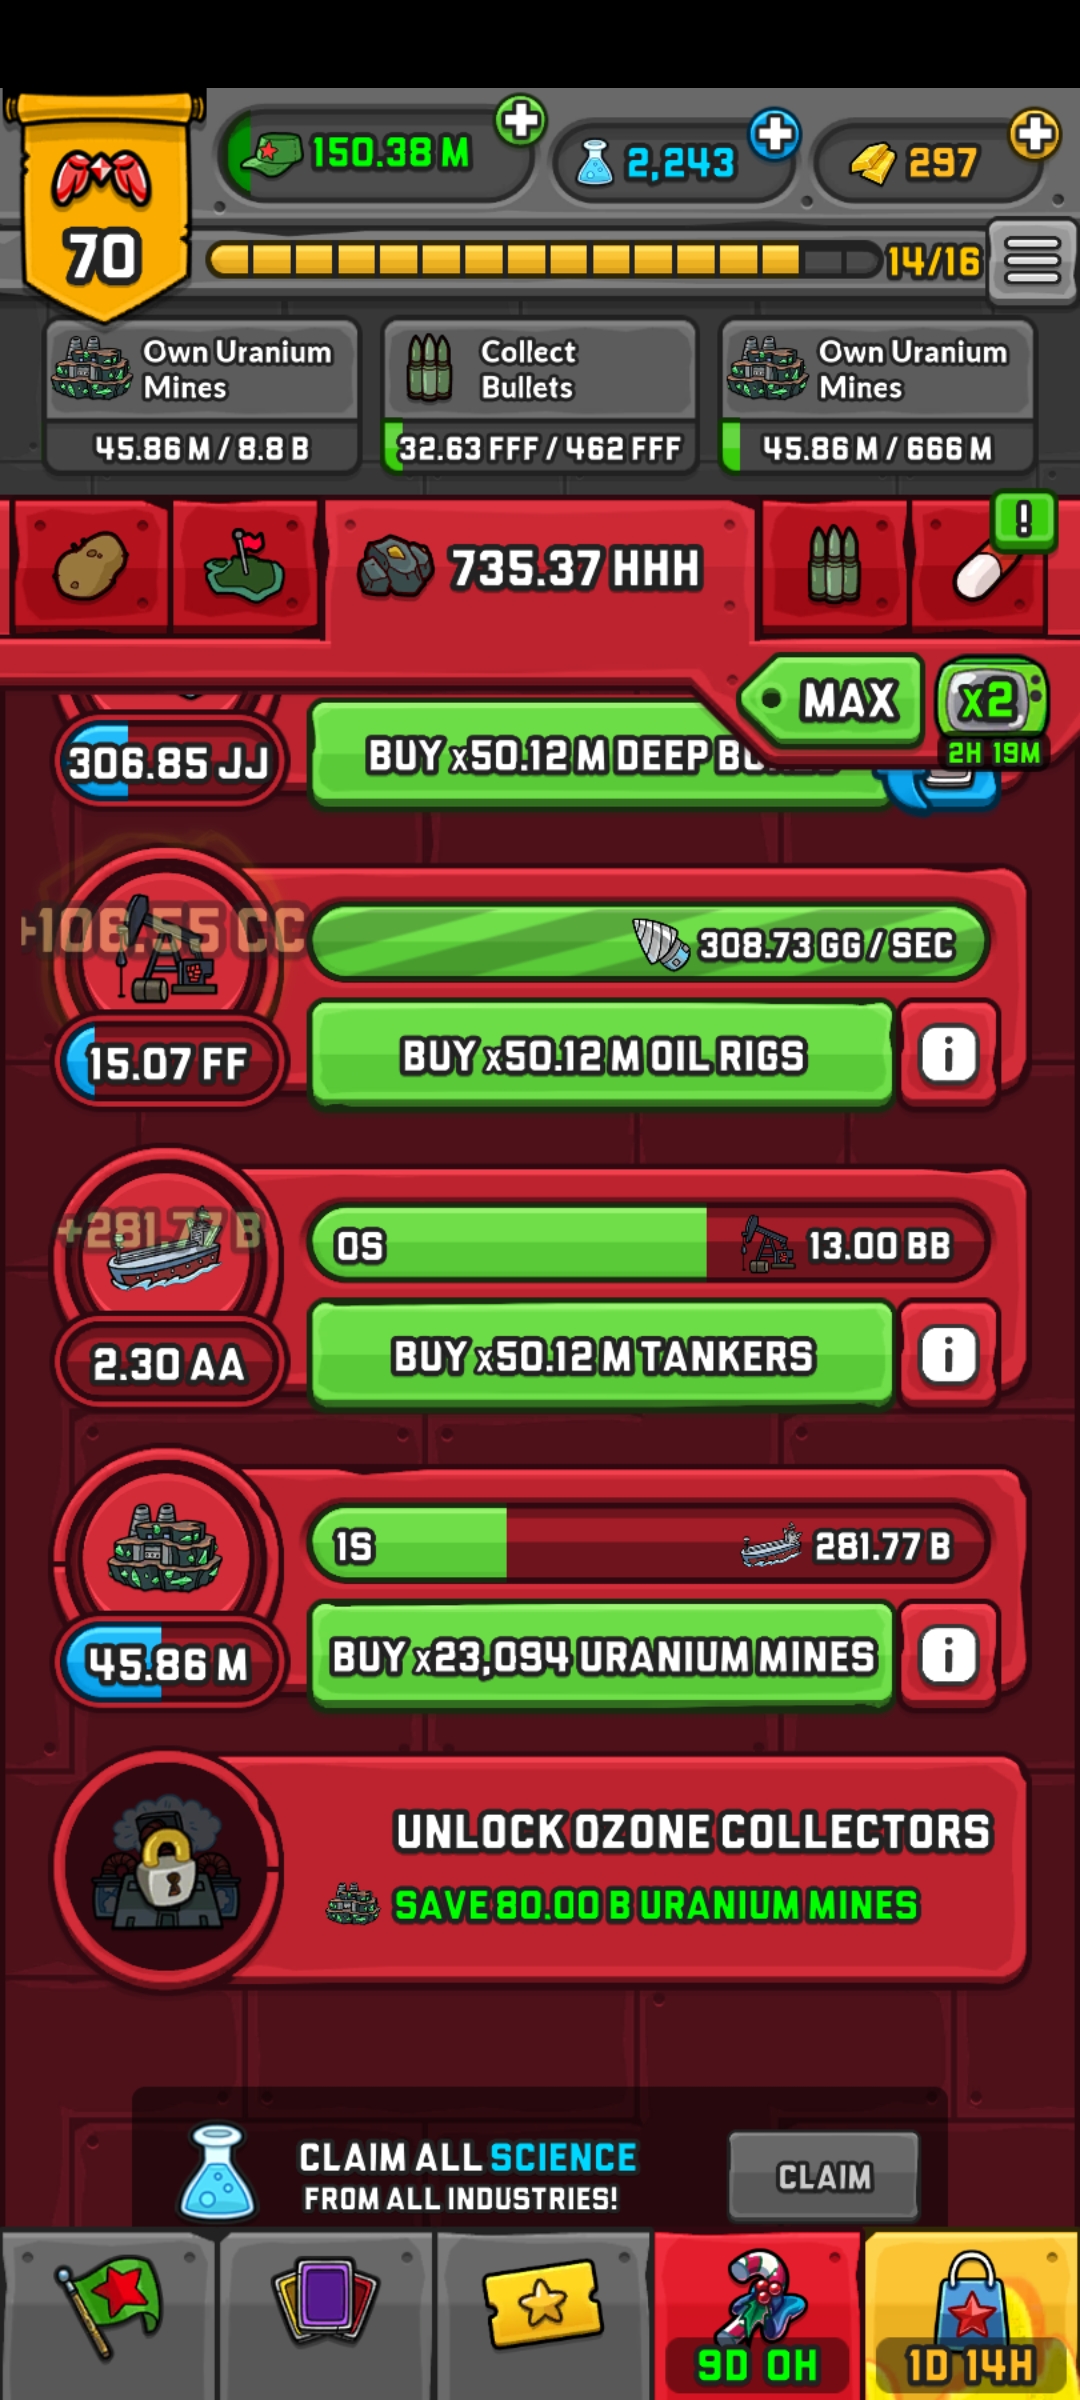 150.38 M
2,243
297
70
14/16
Own Uranium
Mines
45.86 M / 8.8 B
Collect
Bullets
32.63 FFF / 462 FFF
Own Uranium
Mines
45.86 M / 666 M
735.37 HHH
!
MAX
x2
2H 19M
306.85 JJ
BUY x50.12 M DEEP
+106.55 CC
308.73 GG / SEC
15.07 FF
BUY x50.12 M OIL RIGS
i
+281.77 B
0S
13.00 BB
2.30 AA
BUY x50.12 M TANKERS
i
1S
281.77 B
45.86 M
BUY x23,094 URANIUM MINES
i
UNLOCK OZONE COLLECTORS
SAVE 80.00 B URANIUM MINES
CLAIM ALL SCIENCE
FROM ALL INDUSTRIES!
CLAIM
9D 0H
1D 14H